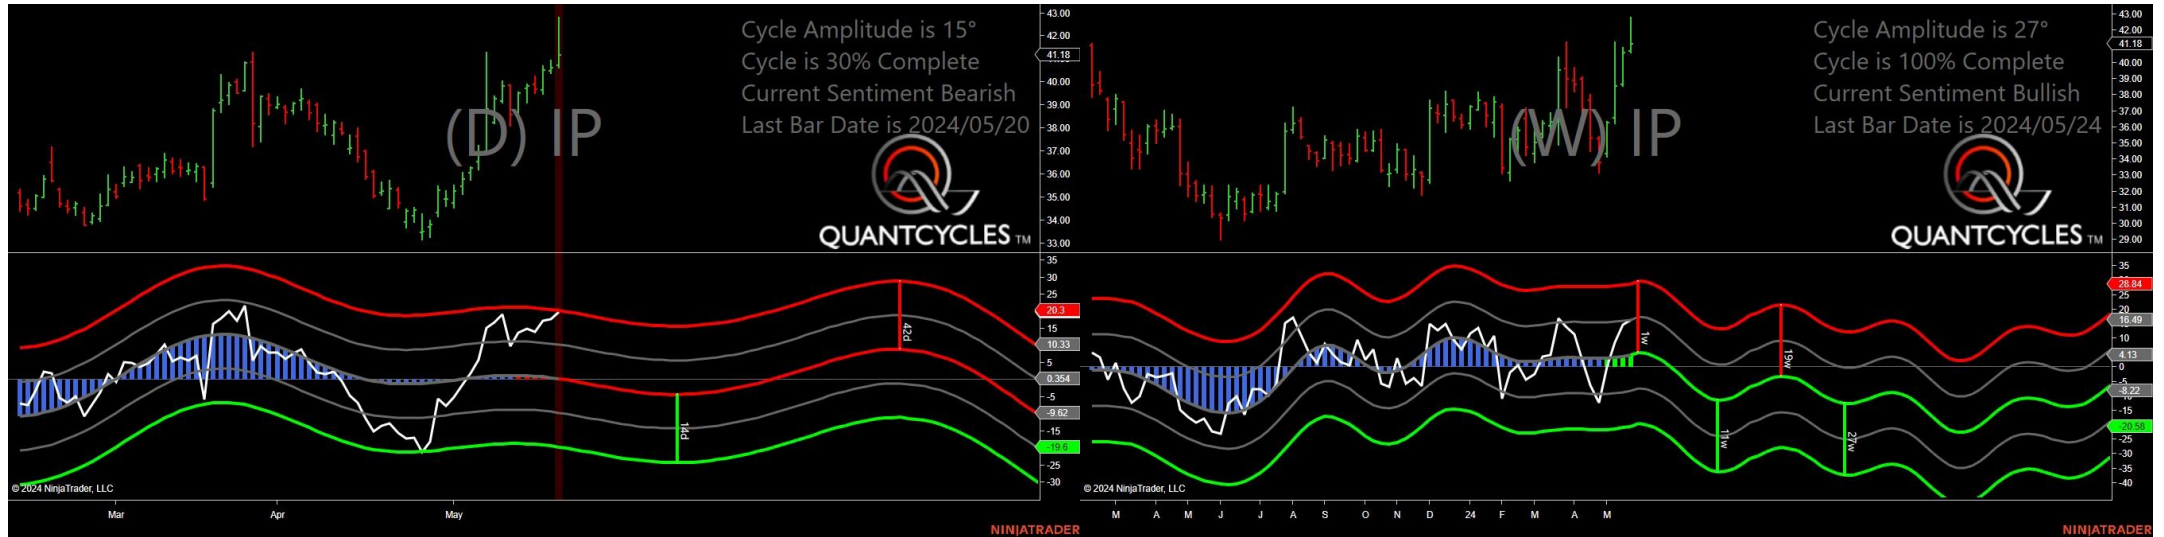 Cycle Amplitude is 15°
Cycle is 30% Complete
Current Sentiment Bearish
Last Bar Date is 2024/05/20
(D) IP
QUANTCYCLES TM
43.00
42.00
41.18
40.00
39.00
38.00
37.00
36.00
35.00
34.00
33.00
35
30
25
20.3
15
10.33
5
0.354
-5
-9.62
-15
-19.6
-25
-30
42d
14d
© 2024 NinjaTrader, LLC
Mar Apr May
NINJATRADER
Cycle Amplitude is 27°
Cycle is 100% Complete
Current Sentiment Bullish
Last Bar Date is 2024/05/24
(W) IP
QUANTCYCLES TM
43.00
42.00
41.18
40.00
39.00
38.00
37.00
36.00
35.00
34.00
33.00
32.00
31.00
30.00
29.00
35
28.84
25
20
16.49
10
4.13
0
-5
-8.22
-15
-20.58
-25
-30
-35
-40
1w
19w
11w
27w
© 2024 NinjaTrader, LLC
M A M J J A S O N D 24 F M A M
NINJATRADER